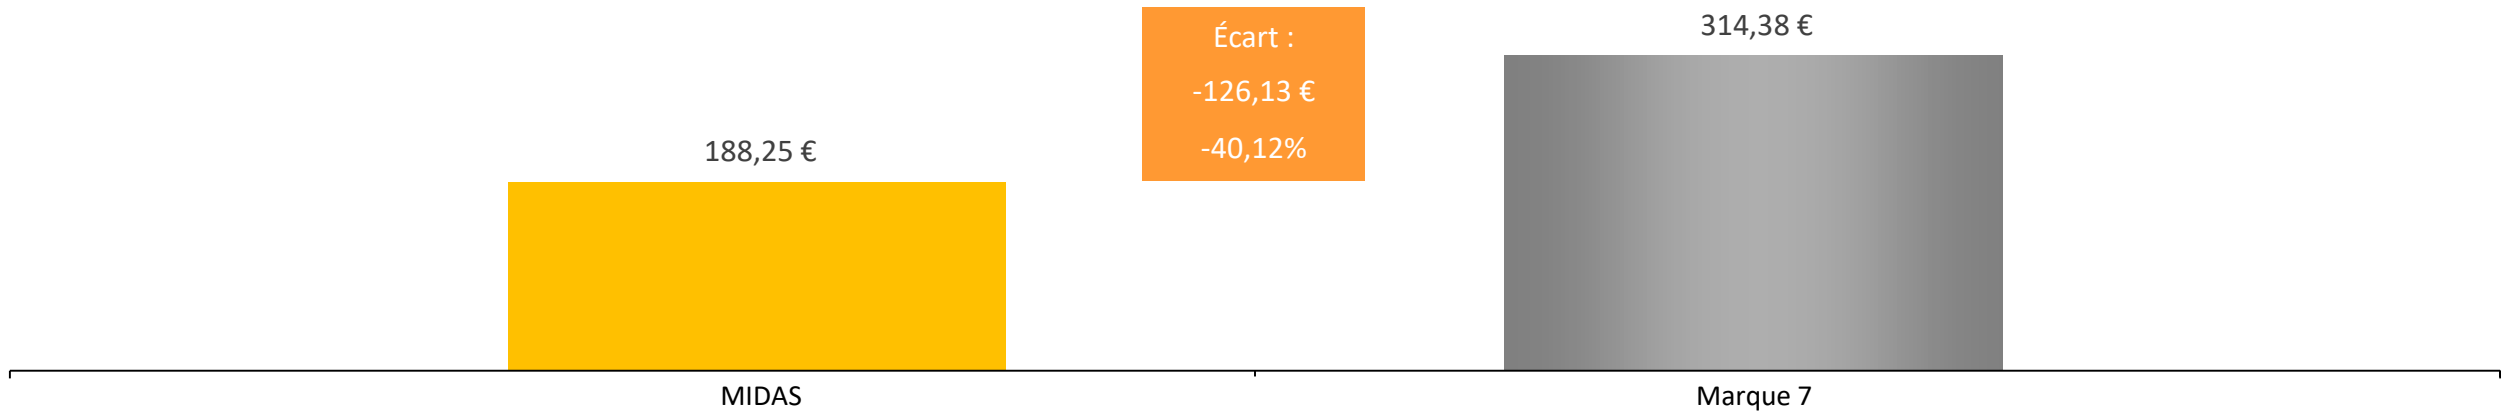 314,38 €
Écart :
-126,13 €
-40,12%
188,25 €
MIDAS
Marque 7